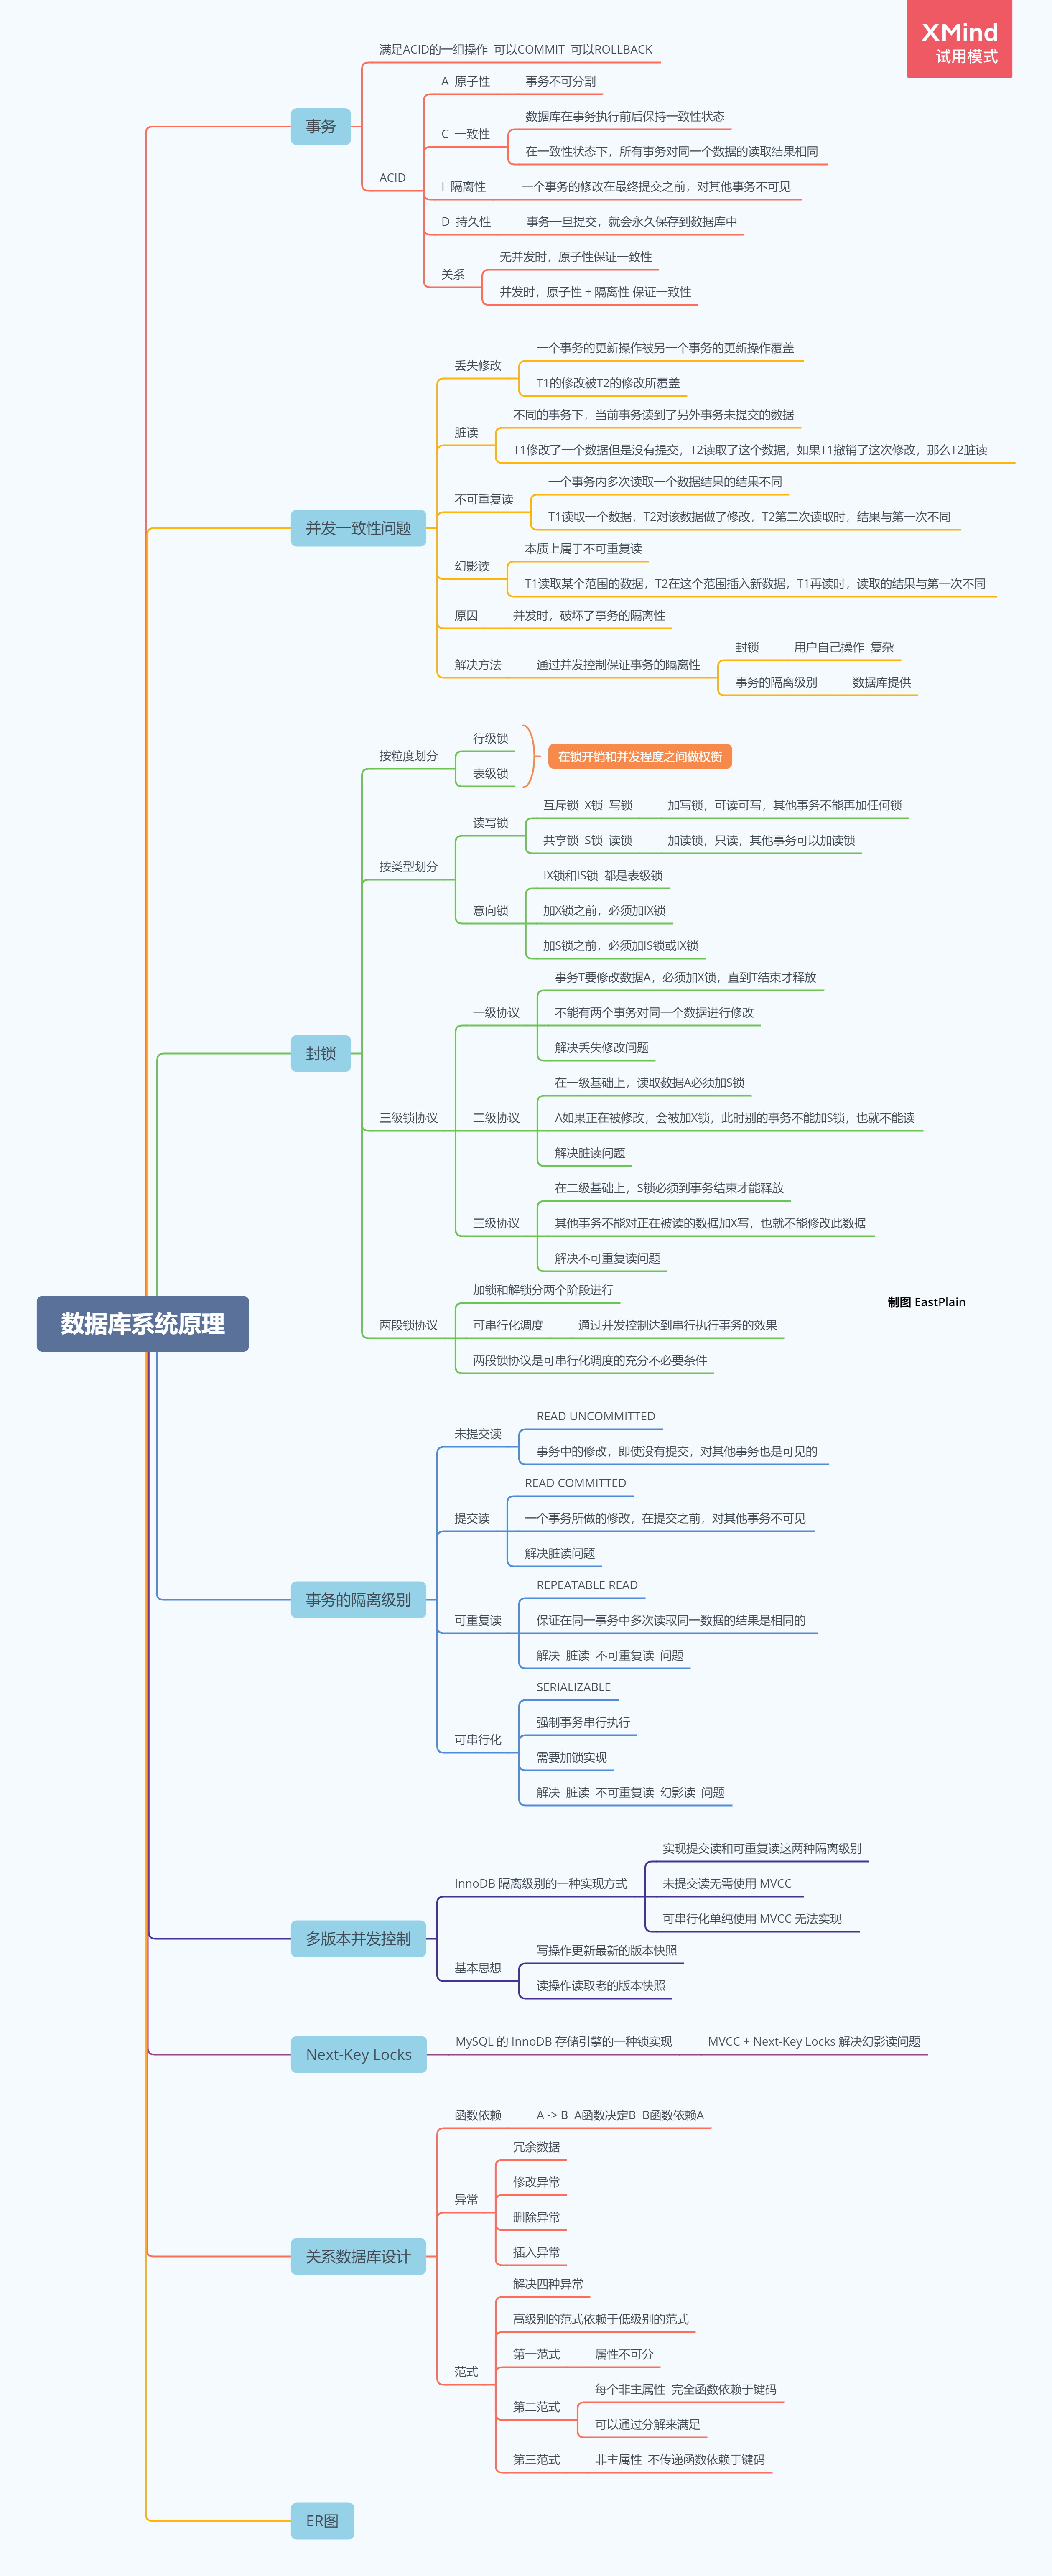 XMind
试用模式
数据库系统原理
事务
满足ACID的一组操作 可以COMMIT 可以ROLLBACK
ACID
A 原子性
事务不可分割
C 一致性
数据库在事务执行前后保持一致性状态
在一致性状态下，所有事务对同一个数据的读取结果相同
I 隔离性
一个事务的修改在最终提交之前，对其他事务不可见
D 持久性
事务一旦提交，就会永久保存到数据库中
关系
无并发时，原子性保证一致性
并发时，原子性 + 隔离性 保证一致性
并发一致性问题
丢失修改
一个事务的更新操作被另一个事务的更新操作覆盖
T1的修改被T2的修改所覆盖
脏读
不同的事务下，当前事务读到了另外事务未提交的数据
T1修改了一个数据但是没有提交，T2读取了这个数据，如果T1撤销了这次修改，那么T2脏读
不可重复读
一个事务内多次读取一个数据结果的结果不同
T1读取一个数据，T2对该数据做了修改，T2第二次读取时，结果与第一次不同
幻影读
本质上属于不可重复读
T1读取某个范围的数据，T2在这个范围插入新数据，T1再读时，读取的结果与第一次不同
原因
并发时，破坏了事务的隔离性
解决方法
通过并发控制保证事务的隔离性
封锁
用户自己操作 复杂
事务的隔离级别
数据库提供
封锁
按粒度划分
行级锁
表级锁
在锁开销和并发程度之间做权衡
按类型划分
读写锁
互斥锁 X锁 写锁
加写锁，可读可写，其他事务不能再加任何锁
共享锁 S锁 读锁
加读锁，只读，其他事务可以加读锁
意向锁
IX锁和IS锁 都是表级锁
加X锁之前，必须加IX锁
加S锁之前，必须加IS锁或IX锁
三级锁协议
一级协议
事务T要修改数据A，必须加X锁，直到T结束才释放
不能有两个事务对同一个数据进行修改
解决丢失修改问题
二级协议
在一级基础上，读取数据A必须加S锁
A如果正在被修改，会被加X锁，此时别的事务不能加S锁，也就不能读
解决脏读问题
三级协议
在二级基础上，S锁必须到事务结束才能释放
其他事务不能对正在被读的数据加X写，也就不能修改此数据
解决不可重复读问题
两段锁协议
加锁和解锁分两个阶段进行
可串行化调度
通过并发控制达到串行执行事务的效果
两段锁协议是可串行化调度的充分不必要条件
制图 EastPlain
事务的隔离级别
未提交读
READ UNCOMMITTED
事务中的修改，即使没有提交，对其他事务也是可见的
提交读
READ COMMITTED
一个事务所做的修改，在提交之前，对其他事务不可见
解决脏读问题
可重复读
REPEATABLE READ
保证在同一事务中多次读取同一数据的结果是相同的
解决 脏读 不可重复读 问题
可串行化
SERIALIZABLE
强制事务串行执行
需要加锁实现
解决 脏读 不可重复读 幻影读 问题
多版本并发控制
InnoDB 隔离级别的一种实现方式
实现提交读和可重复读这两种隔离级别
未提交读无需使用 MVCC
可串行化单纯使用 MVCC 无法实现
基本思想
写操作更新最新的版本快照
读操作读取老的版本快照
Next-Key Locks
MySQL 的 InnoDB 存储引擎的一种锁实现
MVCC + Next-Key Locks 解决幻影读问题
关系数据库设计
函数依赖
A -> B A函数决定B B函数依赖A
异常
冗余数据
修改异常
删除异常
插入异常
范式
解决四种异常
高级别的范式依赖于低级别的范式
第一范式
属性不可分
第二范式
每个非主属性 完全函数依赖于键码
可以通过分解来满足
第三范式
非主属性 不传递函数依赖于键码
ER图